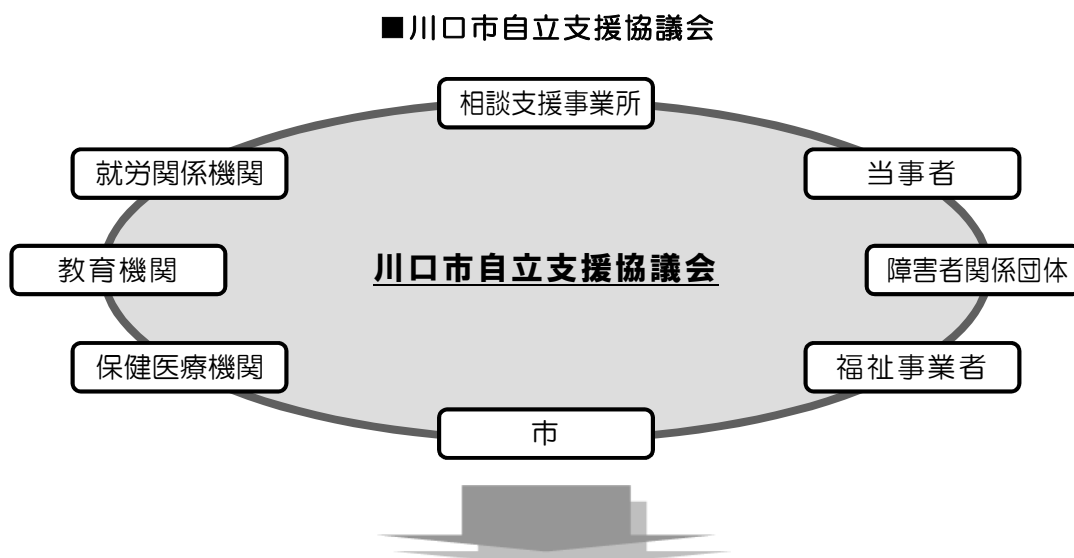 ■川口市自立支援協議会
相談支援事業所
就労関係機関
当事者
教育機関
川口市自立支援協議会
障害者関係団体
保健医療機関
福祉事業者
市